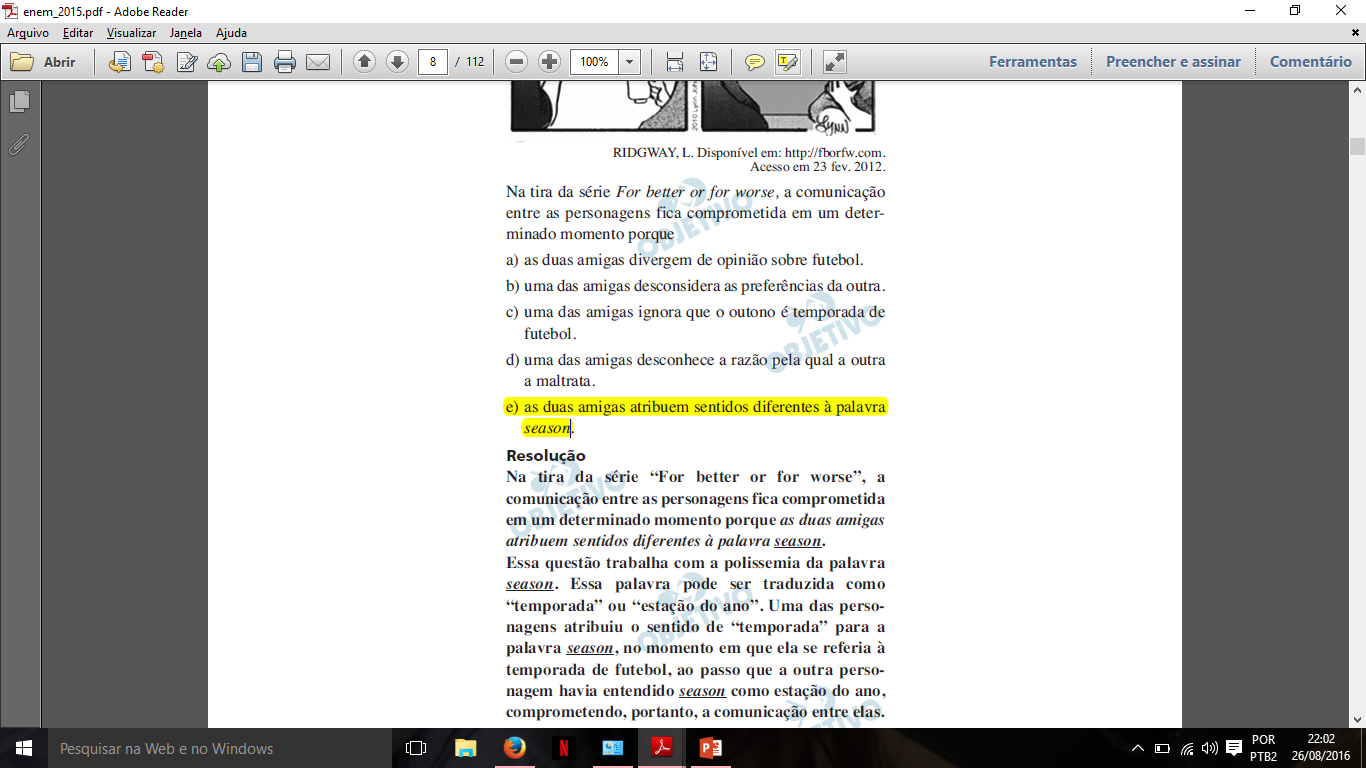 enem_2015.pdf - Adobe Reader
Arquivo Editar Visualizar Janela Ajuda
Abrir
8 / 112
100%
Ferramentas Preencher e assinar Comentário
2010 Lynn Joh
Lynn
RIDGWAY, L. Disponível em: http://fborfw.com.
Acesso em 23 fev. 2012.
Na tira da série For better or for worse, a comunicação
entre as personagens fica comprometida em um deter-
minado momento porque
a) as duas amigas divergem de opinião sobre futebol.
b) uma das amigas desconsidera as preferências da outra.
c) uma das amigas ignora que o outono é temporada de
futebol.
d) uma das amigas desconhece a razão pela qual a outra
a maltrata.
e) as duas amigas atribuem sentidos diferentes à palavra
season.
Resolução
Na tira da série “For better or for worse”, a
comunicação entre as personagens fica comprometida
em um determinado momento porque as duas amigas
atribuem sentidos diferentes à palavra season.
Essa questão trabalha com a polissemia da palavra
season. Essa palavra pode ser traduzida como
“temporada” ou “estação do ano”. Uma das perso-
nagens atribuiu o sentido de “temporada” para a
palavra season, no momento em que ela se referia à
temporada de futebol, ao passo que a outra perso-
nagem havia entendido season como estação do ano,
comprometendo, portanto, a comunicação entre elas.
OBJETIVO
OBJETIVO
OBJETIVO
OBJETIVO
Pesquisar na Web e no Windows
POR
PTB2
22:02
26/08/2016